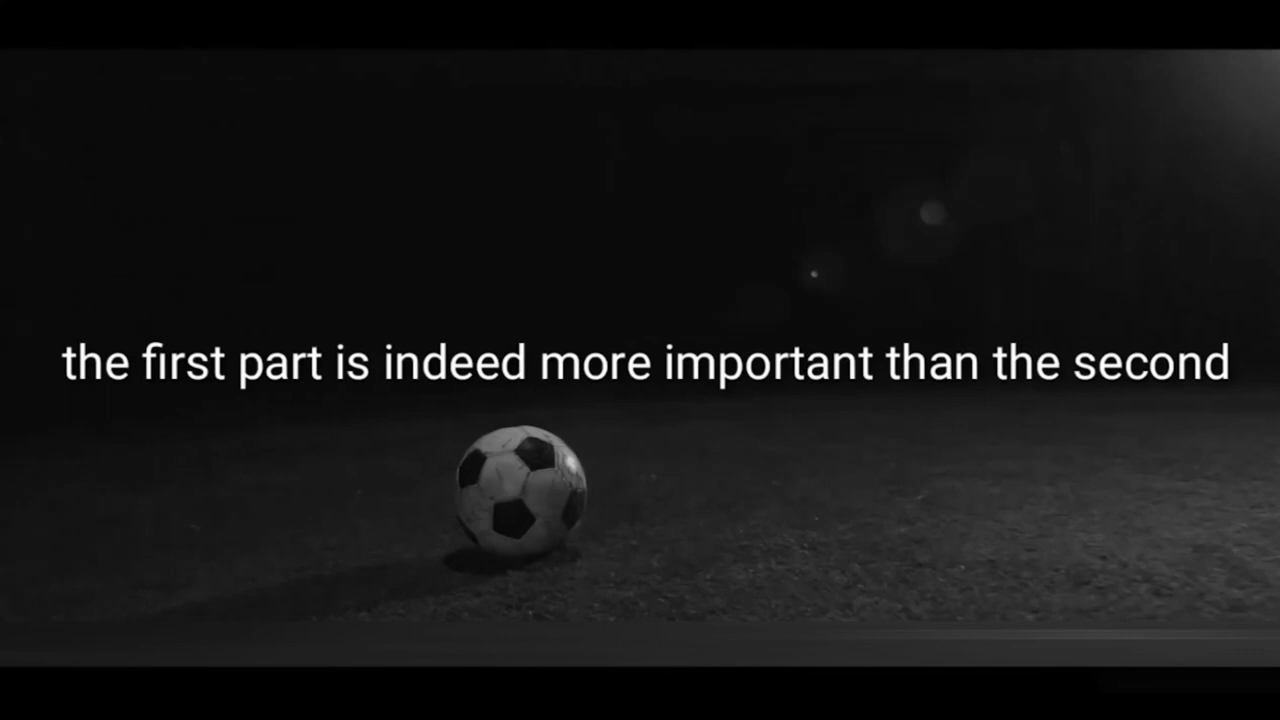 the first part is indeed more important than the second